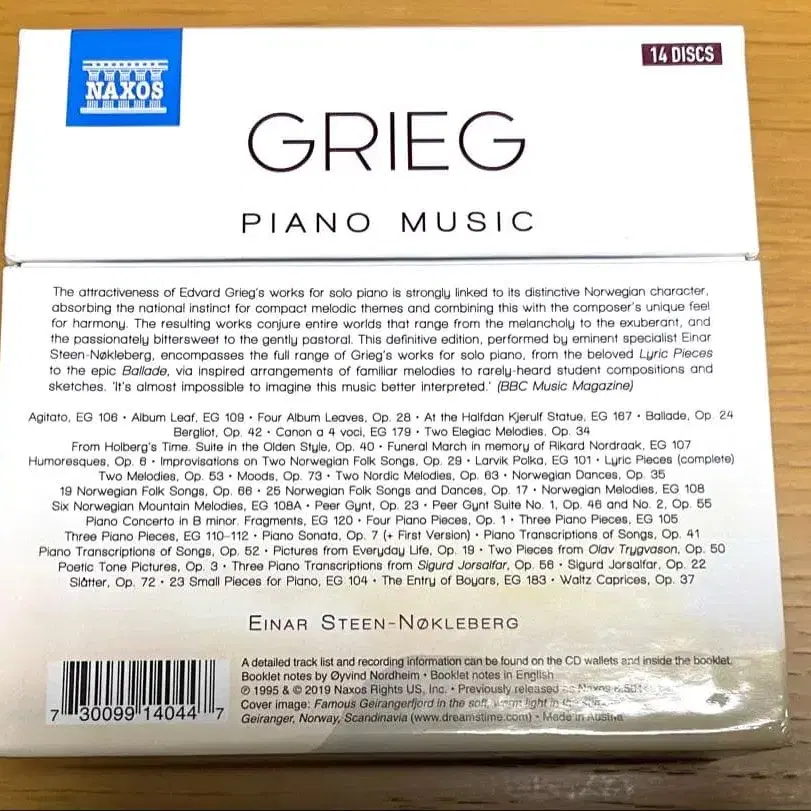 NAXOS
14 DISCS
GRIEG
PIANO MUSIC
The attractiveness of Edvard Grieg's works for solo piano is strongly linked to its distinctive Norwegian character,
absorbing the national instinct for compact melodic themes and combining this with the composer's unique feel
for harmony. The resulting works conjure entire worlds that range from the melancholy to the exuberant, and
the passionately bittersweet to the gently pastoral. This definitive edition, performed by eminent specialist Einar
Steen-Nøkleberg, encompasses the full range of Grieg's works for solo piano, from the beloved Lyric Pieces
to the epic Ballade, via inspired arrangements of familiar melodies to rarely-heard student compositions and
sketches. 'It's almost impossible to imagine this music better interpreted.' (BBC Music Magazine)
Agitato, EG 106 • Album Leaf, EG 109 • Four Album Leaves, Op. 28 • At the Halfdan Kjerulf Statue, EG 167 • Ballade, Op. 24
Bergliot, Op. 42 • Canon a 4 voci, EG 179 • Two Elegiac Melodies, Op. 34
From Holberg's Time. Suite in the Olden Style, Op. 40 • Funeral March in memory of Rikard Nordraak, EG 107
Humoresques, Op. 6 • Improvisations on Two Norwegian Folk Songs, Op. 29 • Larvik Polka, EG 101 • Lyric Pieces (complete)
Two Melodies, Op. 53 • Moods, Op. 73 • Two Nordic Melodies, Op. 63 • Norwegian Dances, Op. 35
19 Norwegian Folk Songs, Op. 66 • 25 Norwegian Folk Songs and Dances, Op. 17 • Norwegian Melodies, EG 108
Six Norwegian Mountain Melodies, EG 108A • Peer Gynt, Op. 23 • Peer Gynt Suite No. 1, Op. 46 and No. 2, Op. 55
Piano Concerto in B minor. Fragments, EG 120 • Four Piano Pieces, Op. 1 • Three Piano Pieces, EG 105
Three Piano Pieces, EG 110–112 • Piano Sonata, Op. 7 (+ First Version) • Piano Transcriptions of Songs, Op. 41
Piano Transcriptions of Songs, Op. 52 • Pictures from Everyday Life, Op. 19 • Two Pieces from Olav Trygvason, Op. 50
Poetic Tone Pictures, Op. 3 • Three Piano Transcriptions from Sigurd Jorsalfar, Op. 56 • Sigurd Jorsalfar, Op. 22
Slåtter, Op. 72 • 23 Small Pieces for Piano, EG 104 • The Entry of Boyars, EG 183 • Waltz Caprices, Op. 37
EINAR STEEN-NØKLEBERG
A detailed track list and recording information can be found on the CD wallets and inside the booklet.
Booklet notes by Øyvind Nordheim • Booklet notes in English
℗ 1995 & © 2019 Naxos Rights US, Inc. • Previously released as Naxos
Cover image: Famous Geirangerfjord in the soft, warm light in the
Geiranger, Norway, Scandinavia (www.dreamstime.com) • Made in Austria
7 30099 14044 7